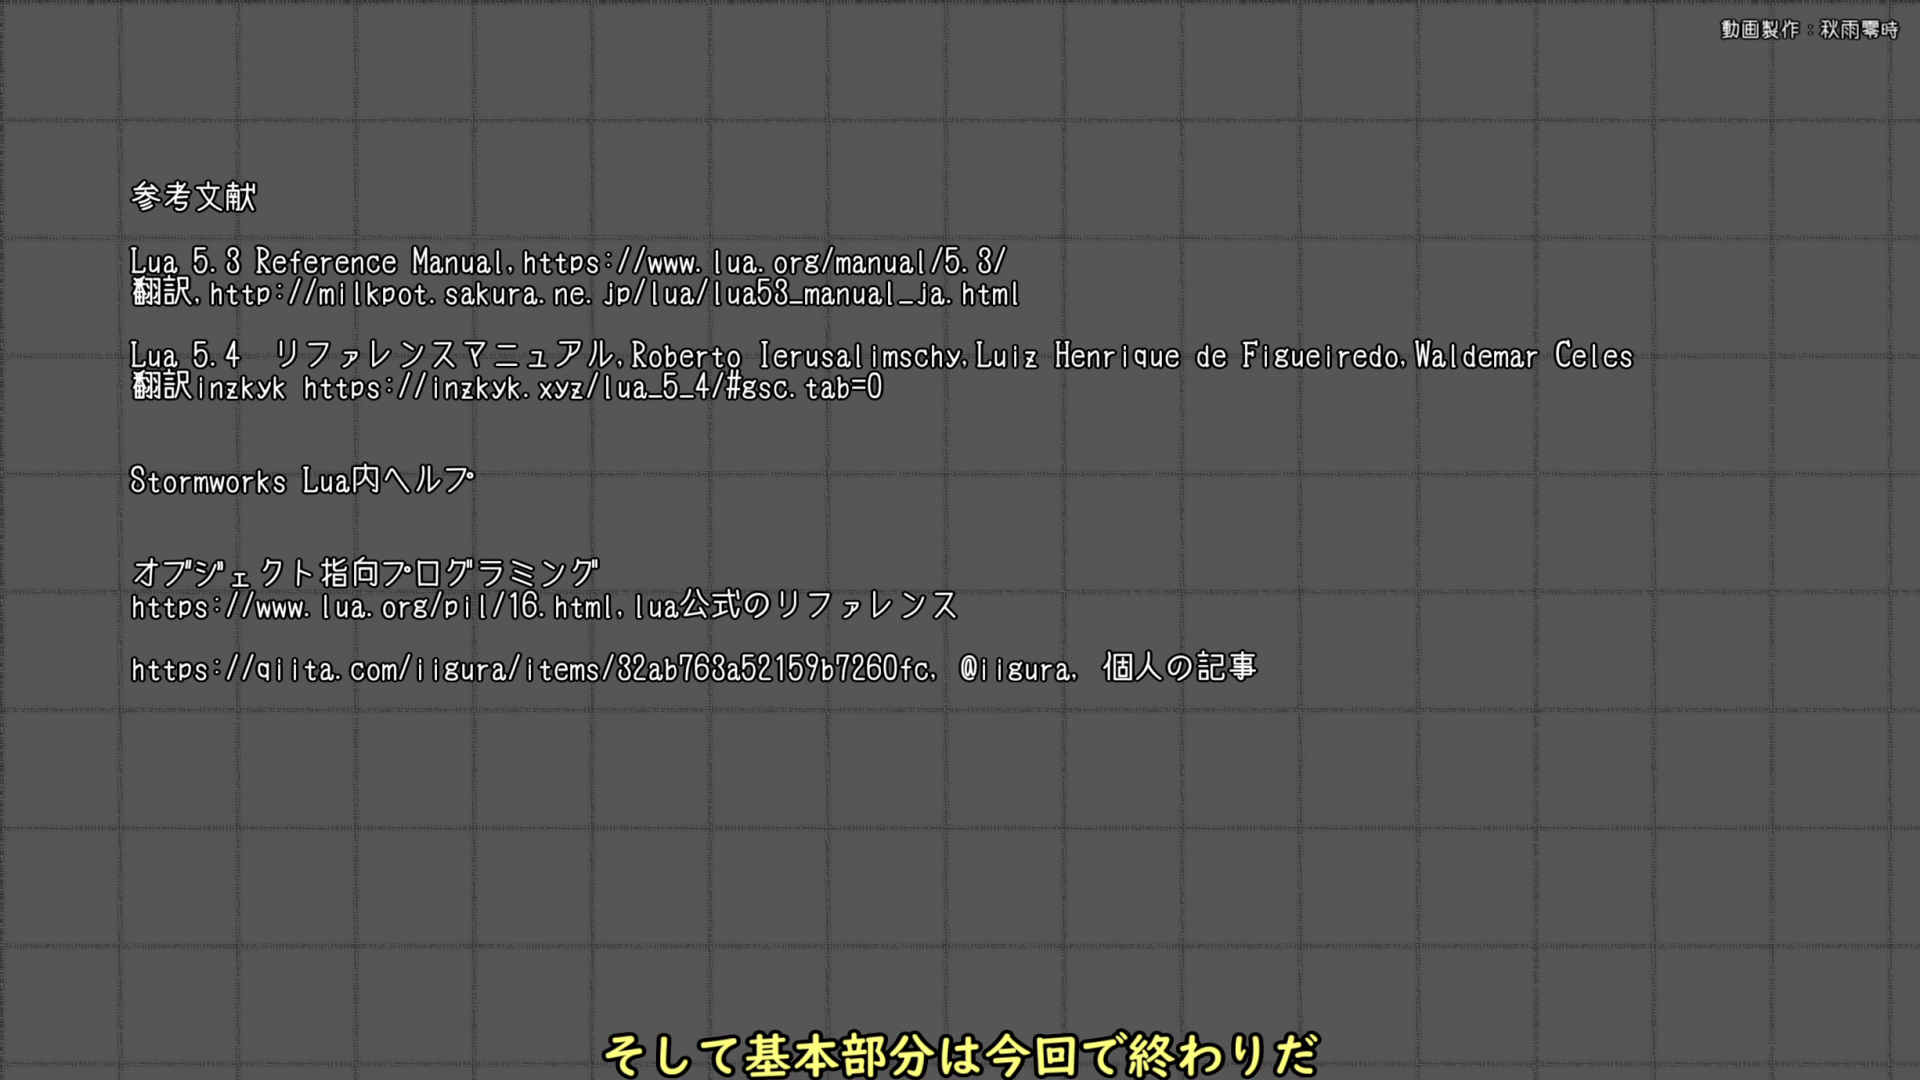 動画製作：秋雨零時
参考文献
Lua 5.3 Reference Manual,https://www.lua.org/manual/5.3/
翻訳,http://milkpot.sakura.ne.jp/lua/lua53_manual_ja.html
Lua 5.4　リファレンスマニュアル,Roberto Ierusalimschy,Luiz Henrique de Figueiredo,Waldemar Celes
翻訳inzkyk https://inzkyk.xyz/lua_5_4/#gsc.tab=0
Stormworks Lua内ヘルプ
オブジェクト指向プログラミング
https://www.lua.org/pil/16.html,lua公式のリファレンス
https://qiita.com/iigura/items/32ab763a52159b7260fc, @iigura, 個人の記事
そして基本部分は今回で終わりだ